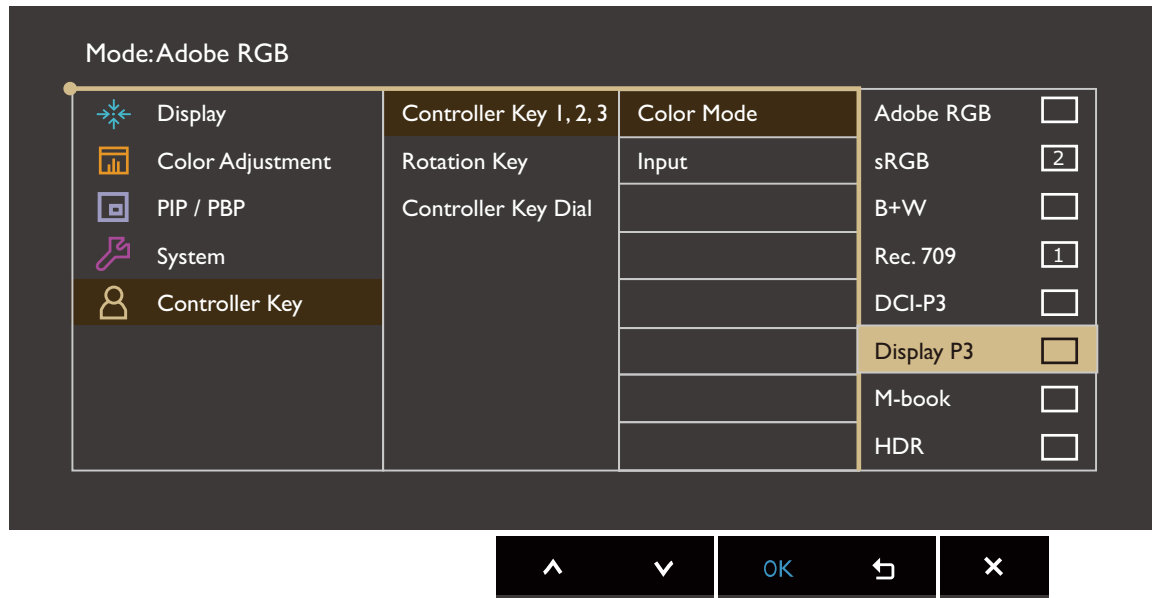 Mode: Adobe RGB
Display
Controller Key 1, 2, 3
Color Mode
Adobe RGB
Color Adjustment
Rotation Key
Input
sRGB
2
PIP / PBP
Controller Key Dial
B+W
System
Rec. 709
1
Controller Key
DCI-P3
Display P3
M-book
HDR
OK